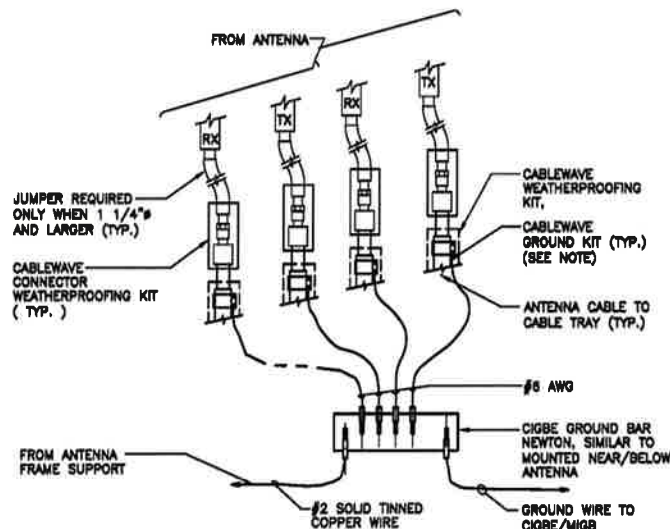 FROM ANTENNA
RX
TX
RX
TX
JUMPER REQUIRED
ONLY WHEN 1 1/4"ø
AND LARGER (TYP.)
CABLEWAVE
CONNECTOR
WEATHERPROOFING KIT
( TYP. )
CABLEWAVE
WEATHERPROOFING
KIT,
CABLEWAVE
GROUND KIT (TYP.)
(SEE NOTE)
ANTENNA CABLE TO
CABLE TRAY (TYP.)
#6 AWG
CIGBE GROUND BAR
NEWTON, SIMILAR TO
MOUNTED NEAR/BELOW
ANTENNA
FROM ANTENNA
FRAME SUPPORT
#2 SOLID TINNED
COPPER WIRE
GROUND WIRE TO
CIGBE/MIGB